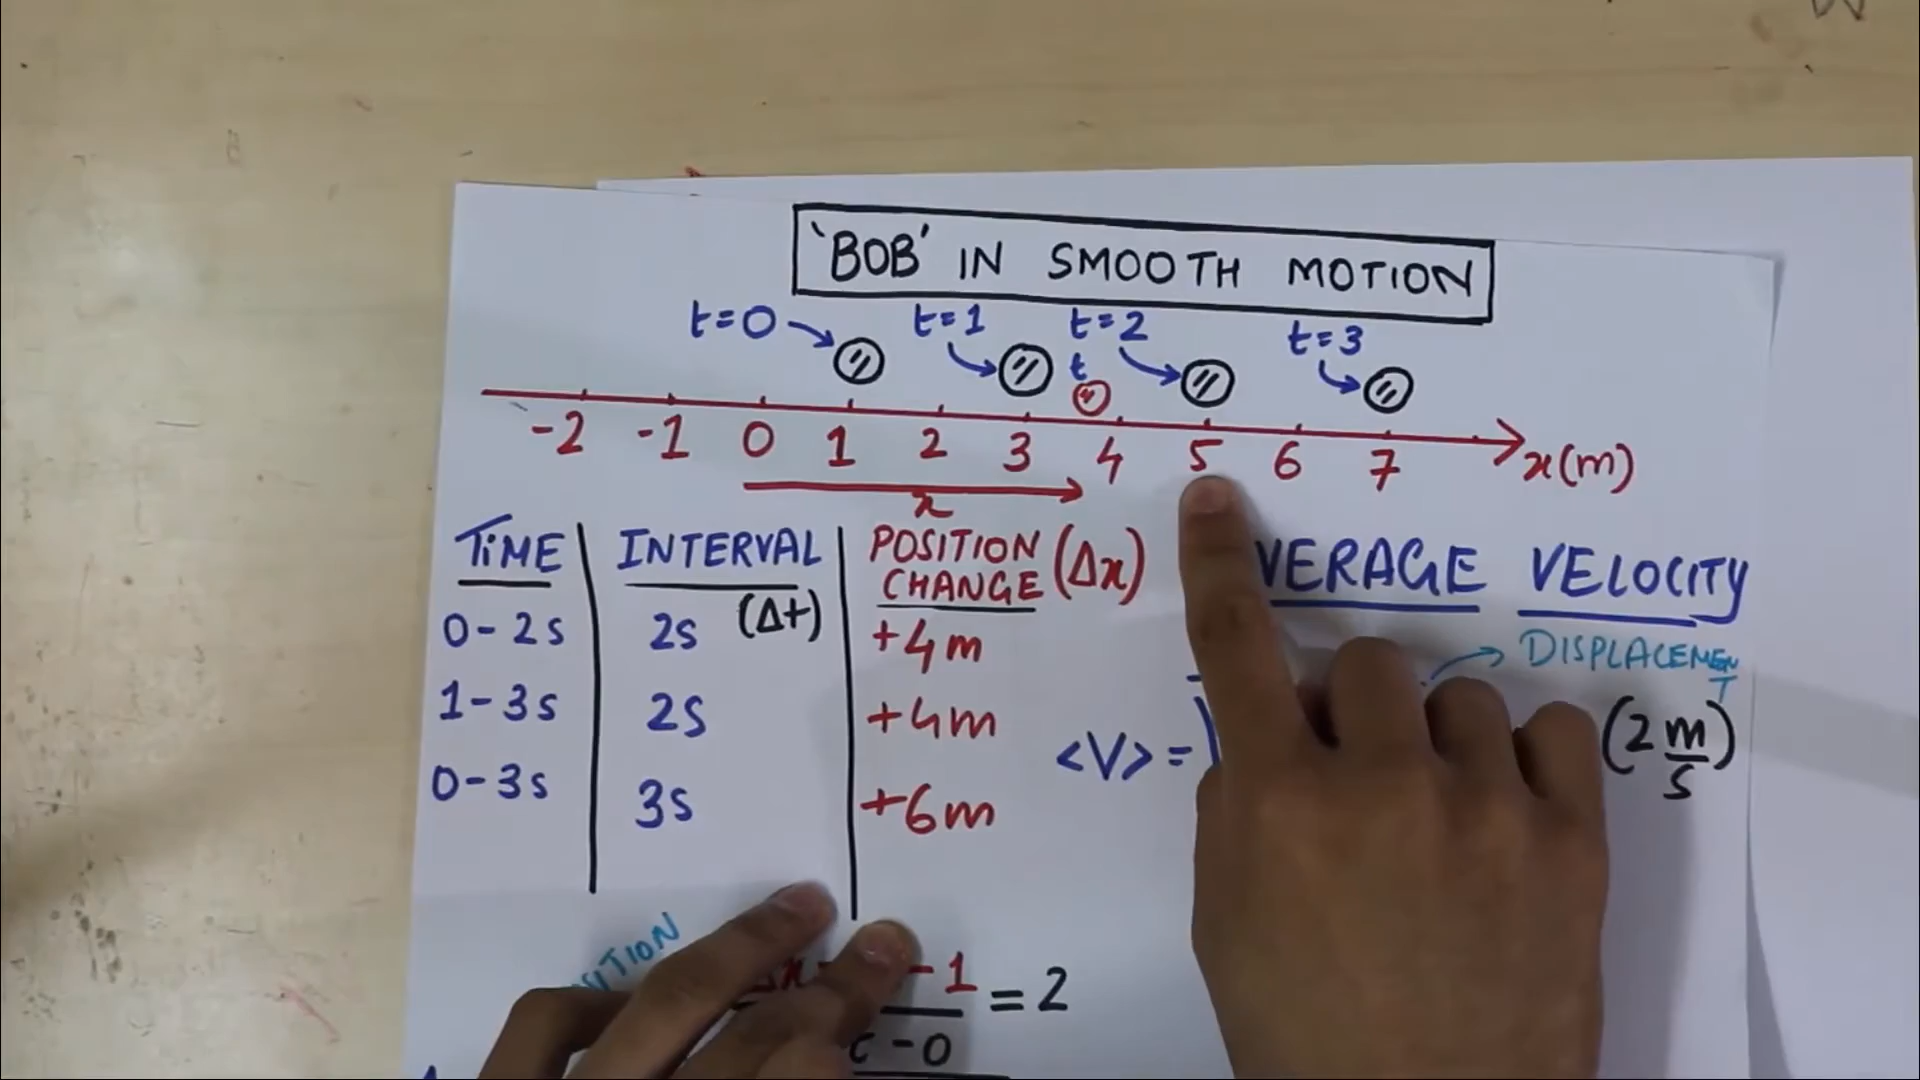 'BOB' IN SMOOTH MOTION
t=0 t=1 t=2 t=3
t
-2 -1 0 1 2 3 4 5 6 7 x(m)
x
TIME INTERVAL (Δt) POSITION CHANGE (Δx)
0-2s 2s +4m
1-3s 2s +4m
0-3s 3s +6m
VERAGE VELOCITY
DISPLACEMENT
<V> = (2 m/s)
-1
= 2
-0